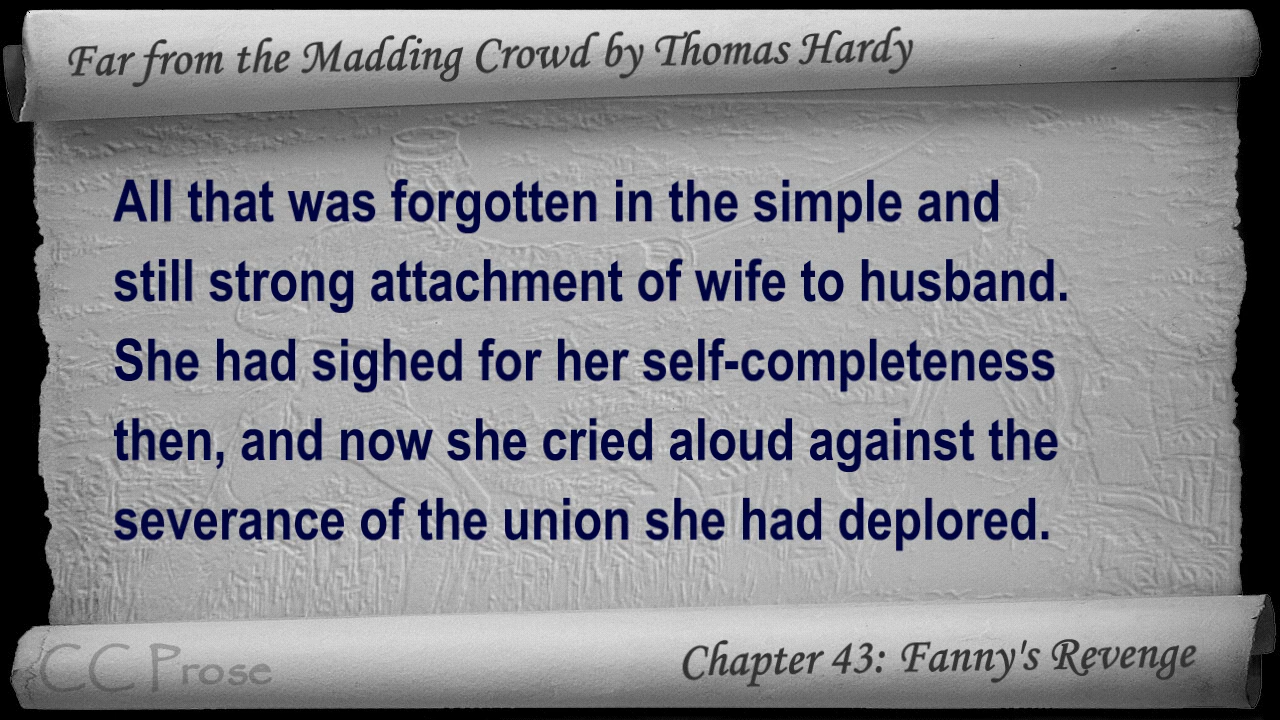 Far from the Madding Crowd by Thomas Hardy
All that was forgotten in the simple and
still strong attachment of wife to husband.
She had sighed for her self-completeness
then, and now she cried aloud against the
severance of the union she had deplored.
CC Prose
Chapter 43: Fanny's Revenge